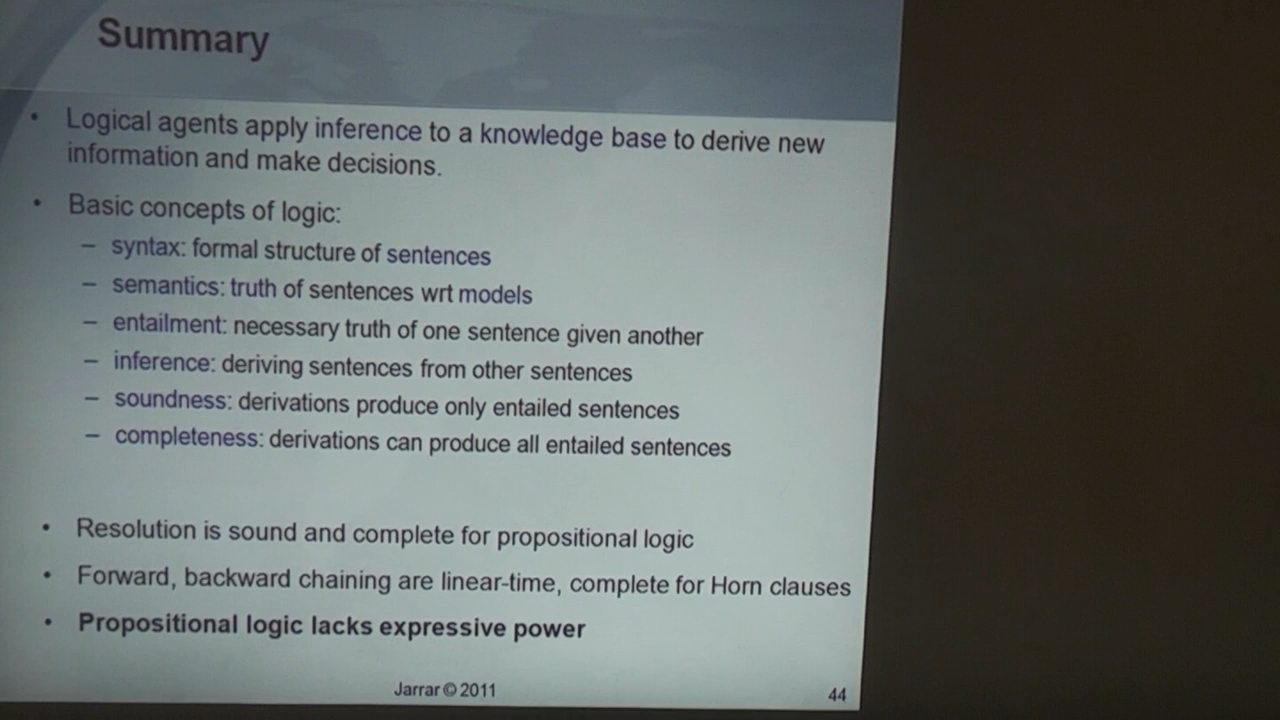 Summary
• Logical agents apply inference to a knowledge base to derive new
information and make decisions.
• Basic concepts of logic:
– syntax: formal structure of sentences
– semantics: truth of sentences wrt models
– entailment: necessary truth of one sentence given another
– inference: deriving sentences from other sentences
– soundness: derivations produce only entailed sentences
– completeness: derivations can produce all entailed sentences
• Resolution is sound and complete for propositional logic
• Forward, backward chaining are linear-time, complete for Horn clauses
• Propositional logic lacks expressive power
Jarrar © 2011
44